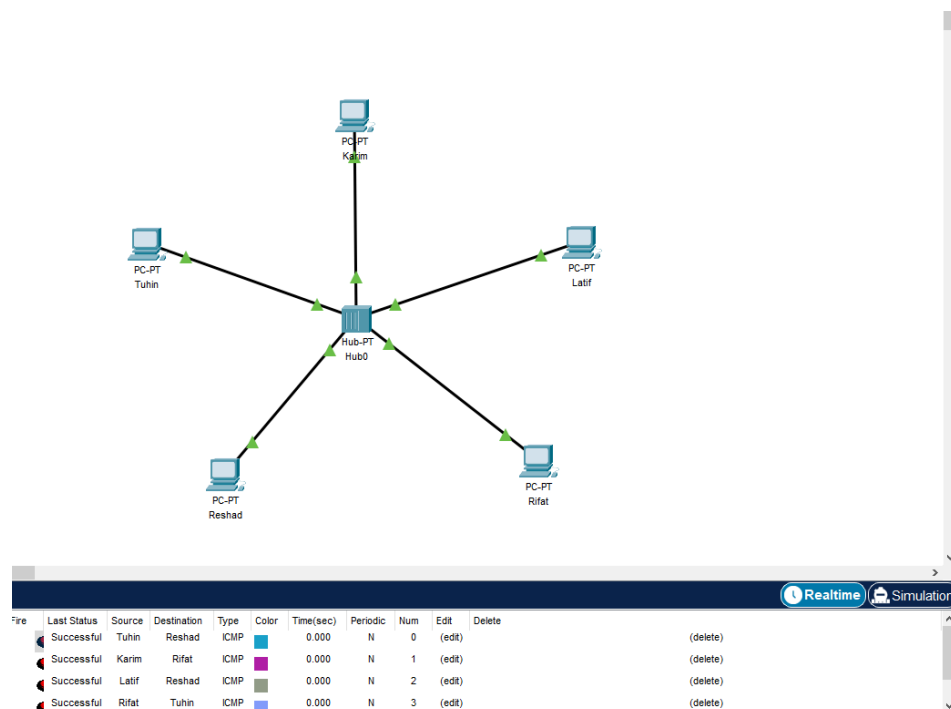 PC-PT
Karim
PC-PT
Tuhin
PC-PT
Latif
Hub-PT
Hub0
PC-PT
Reshad
PC-PT
Rifat
Realtime Simulation
Fire Last Status Source Destination Type Color Time(sec) Periodic Num Edit Delete
Successful Tuhin Reshad ICMP 0.000 N 0 (edit) (delete)
Successful Karim Rifat ICMP 0.000 N 1 (edit) (delete)
Successful Latif Reshad ICMP 0.000 N 2 (edit) (delete)
Successful Rifat Tuhin ICMP 0.000 N 3 (edit) (delete)